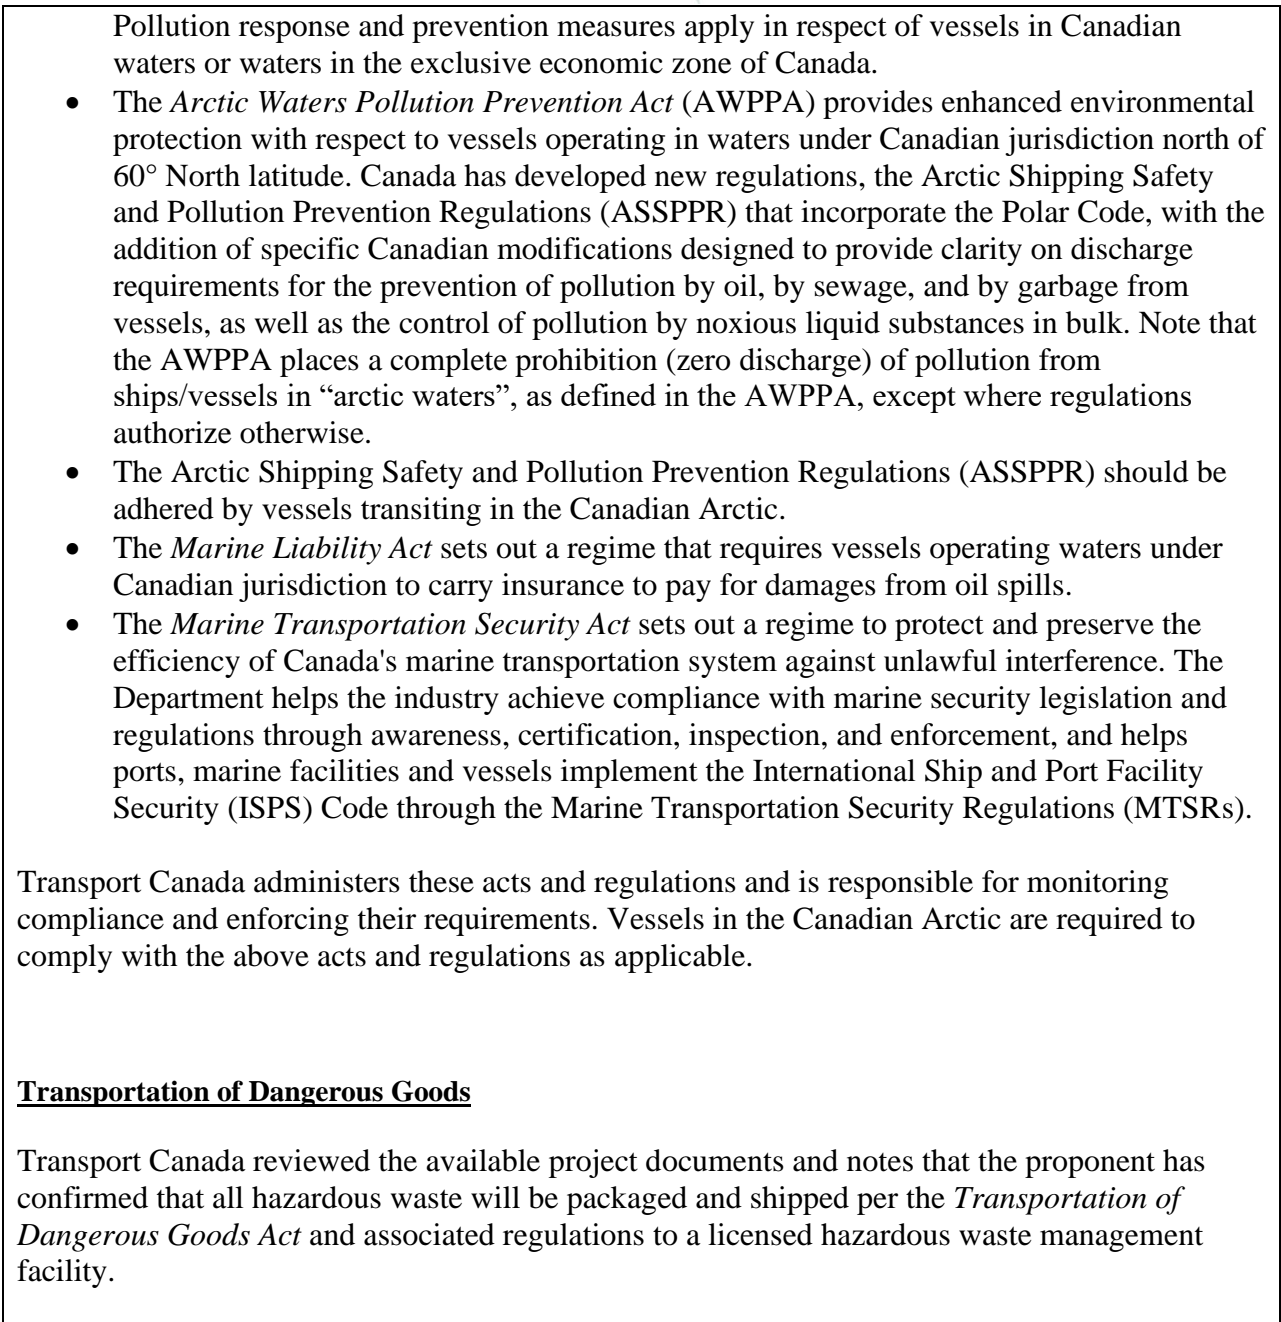 Pollution response and prevention measures apply in respect of vessels in Canadian
waters or waters in the exclusive economic zone of Canada.
• The Arctic Waters Pollution Prevention Act (AWPPA) provides enhanced environmental
protection with respect to vessels operating in waters under Canadian jurisdiction north of
60° North latitude. Canada has developed new regulations, the Arctic Shipping Safety
and Pollution Prevention Regulations (ASSPPR) that incorporate the Polar Code, with the
addition of specific Canadian modifications designed to provide clarity on discharge
requirements for the prevention of pollution by oil, by sewage, and by garbage from
vessels, as well as the control of pollution by noxious liquid substances in bulk. Note that
the AWPPA places a complete prohibition (zero discharge) of pollution from
ships/vessels in “arctic waters”, as defined in the AWPPA, except where regulations
authorize otherwise.
• The Arctic Shipping Safety and Pollution Prevention Regulations (ASSPPR) should be
adhered by vessels transiting in the Canadian Arctic.
• The Marine Liability Act sets out a regime that requires vessels operating waters under
Canadian jurisdiction to carry insurance to pay for damages from oil spills.
• The Marine Transportation Security Act sets out a regime to protect and preserve the
efficiency of Canada's marine transportation system against unlawful interference. The
Department helps the industry achieve compliance with marine security legislation and
regulations through awareness, certification, inspection, and enforcement, and helps
ports, marine facilities and vessels implement the International Ship and Port Facility
Security (ISPS) Code through the Marine Transportation Security Regulations (MTSRs).
Transport Canada administers these acts and regulations and is responsible for monitoring
compliance and enforcing their requirements. Vessels in the Canadian Arctic are required to
comply with the above acts and regulations as applicable.
Transportation of Dangerous Goods
Transport Canada reviewed the available project documents and notes that the proponent has
confirmed that all hazardous waste will be packaged and shipped per the Transportation of
Dangerous Goods Act and associated regulations to a licensed hazardous waste management
facility.